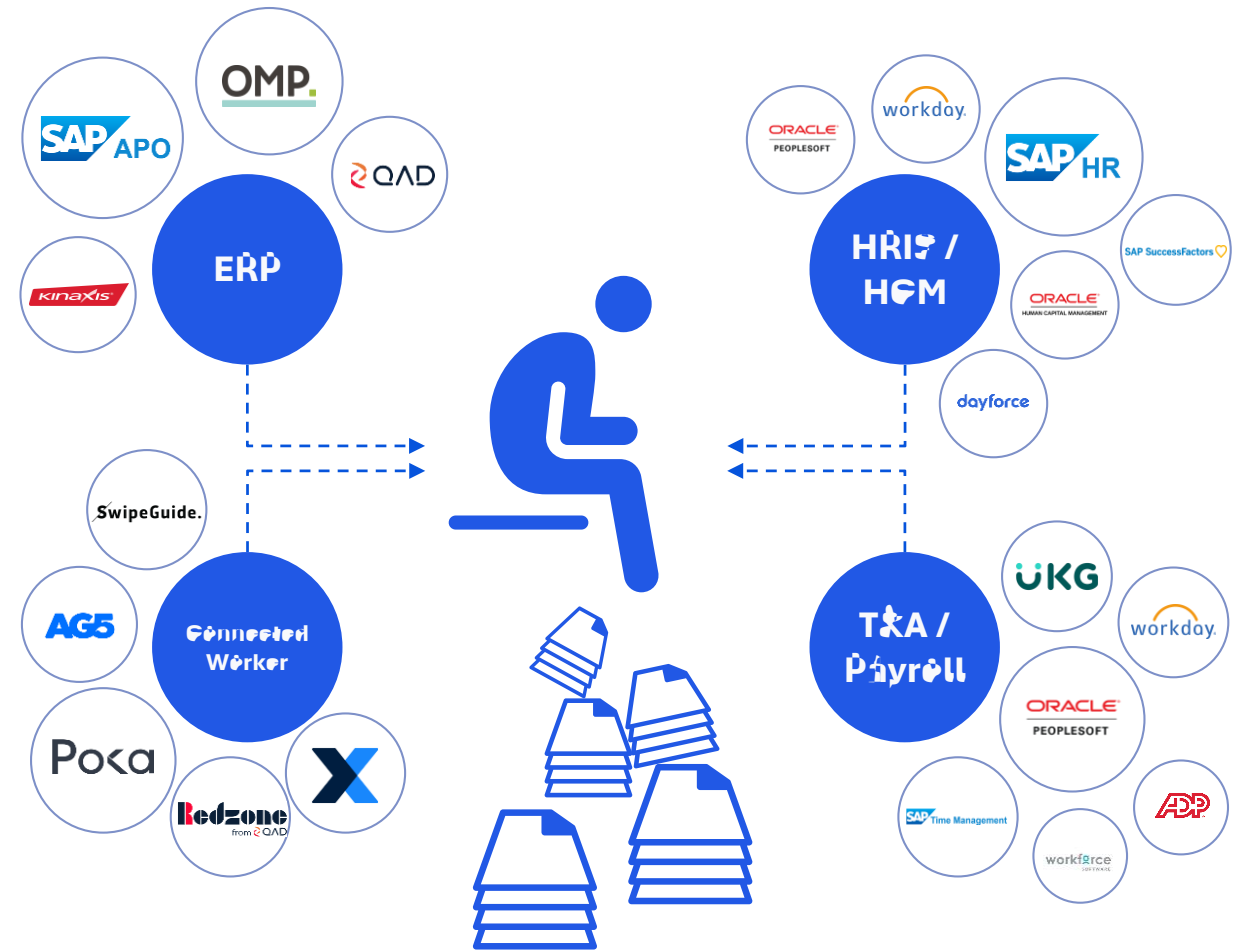 OMP.
SAP APO
QAD
ERP
kinaxis
ORACLE
PEOPLESOFT
workday.
SAP HR
HRIS /
HCM
SAP SuccessFactors
ORACLE
HUMAN CAPITAL MANAGEMENT
dayforce
SwipeGuide.
AG5
Connected
Worker
Poka
Redzone
from QAD
X
UKG
workday.
T&A /
Payroll
ORACLE
PEOPLESOFT
SAP Time Management
workforce
SOFTWARE
ADP